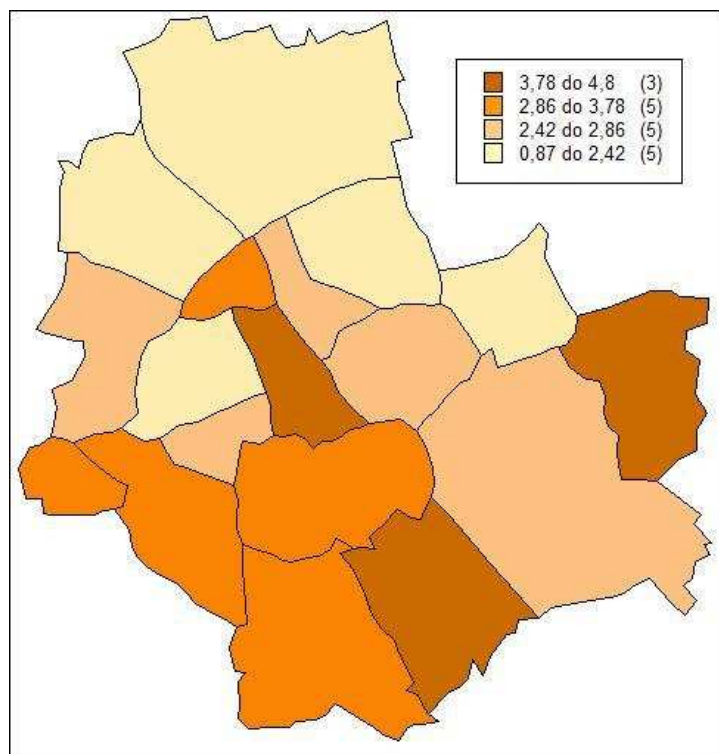 3,78 do 4,8 (3)
2,86 do 3,78 (5)
2,42 do 2,86 (5)
0,87 do 2,42 (5)